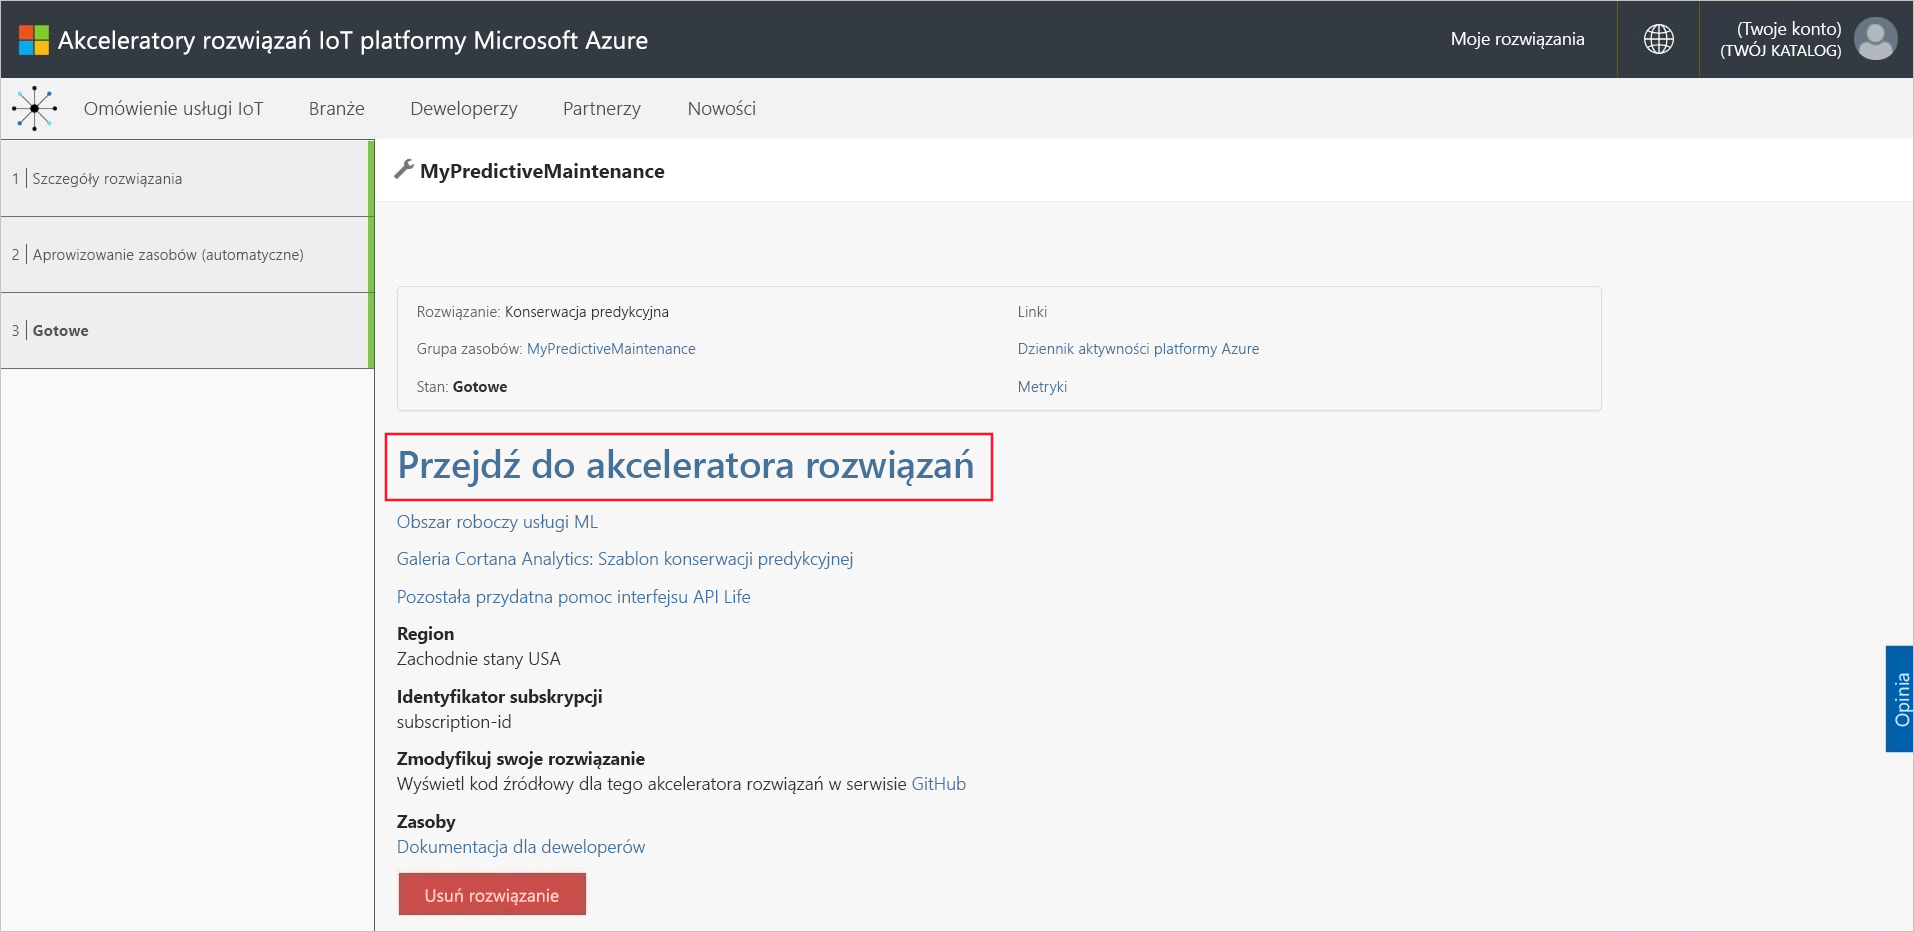 Akceleratory rozwiązań IoT platformy Microsoft Azure
Moje rozwiązania
(Twoje konto)
(TWÓJ KATALOG)
Omówienie usługi IoT
Branże
Deweloperzy
Partnerzy
Nowości
1 | Szczegóły rozwiązania
2 | Aprowizowanie zasobów (automatyczne)
3 | Gotowe
MyPredictiveMaintenance
Rozwiązanie: Konserwacja predykcyjna
Grupa zasobów: MyPredictiveMaintenance
Stan: Gotowe
Linki
Dziennik aktywności platformy Azure
Metryki
Przejdź do akceleratora rozwiązań
Obszar roboczy usługi ML
Galeria Cortana Analytics: Szablon konserwacji predykcyjnej
Pozostała przydatna pomoc interfejsu API Life
Region
Zachodnie stany USA
Identyfikator subskrypcji
subscription-id
Zmodyfikuj swoje rozwiązanie
Wyświetl kod źródłowy dla tego akceleratora rozwiązań w serwisie GitHub
Zasoby
Dokumentacja dla deweloperów
Usuń rozwiązanie
Opinia